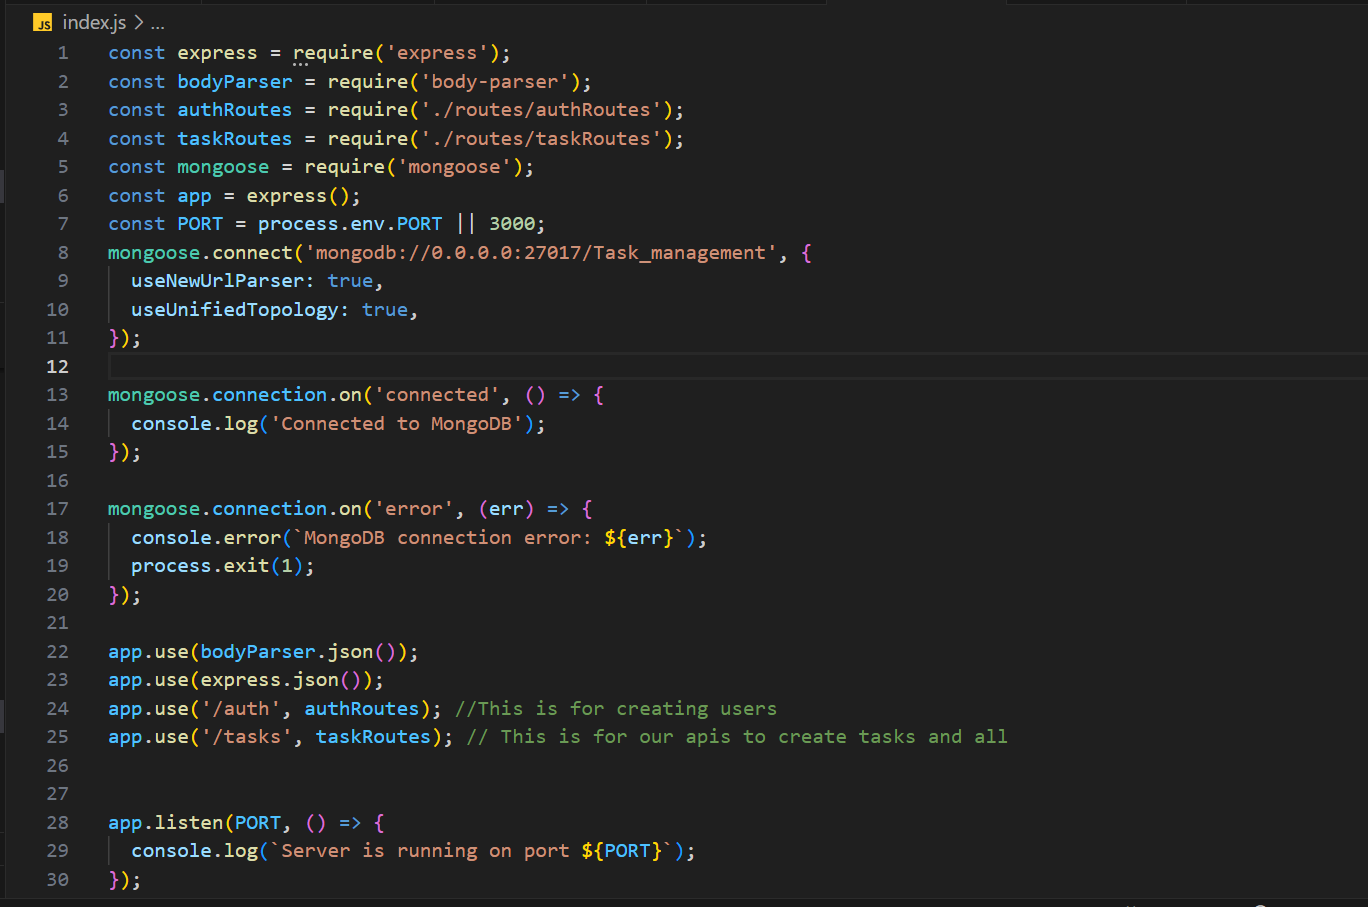 JS index.js > ...
1 const express = require('express');
2 const bodyParser = require('body-parser');
3 const authRoutes = require('./routes/authRoutes');
4 const taskRoutes = require('./routes/taskRoutes');
5 const mongoose = require('mongoose');
6 const app = express();
7 const PORT = process.env.PORT || 3000;
8 mongoose.connect('mongodb://0.0.0.0:27017/Task_management', {
9   useNewUrlParser: true,
10   useUnifiedTopology: true,
11 });
12
13 mongoose.connection.on('connected', () => {
14   console.log('Connected to MongoDB');
15 });
16
17 mongoose.connection.on('error', (err) => {
18   console.error(`MongoDB connection error: ${err}`);
19   process.exit(1);
20 });
21
22 app.use(bodyParser.json());
23 app.use(express.json());
24 app.use('/auth', authRoutes); //This is for creating users
25 app.use('/tasks', taskRoutes); // This is for our apis to create tasks and all
26
27
28 app.listen(PORT, () => {
29   console.log(`Server is running on port ${PORT}`);
30 });